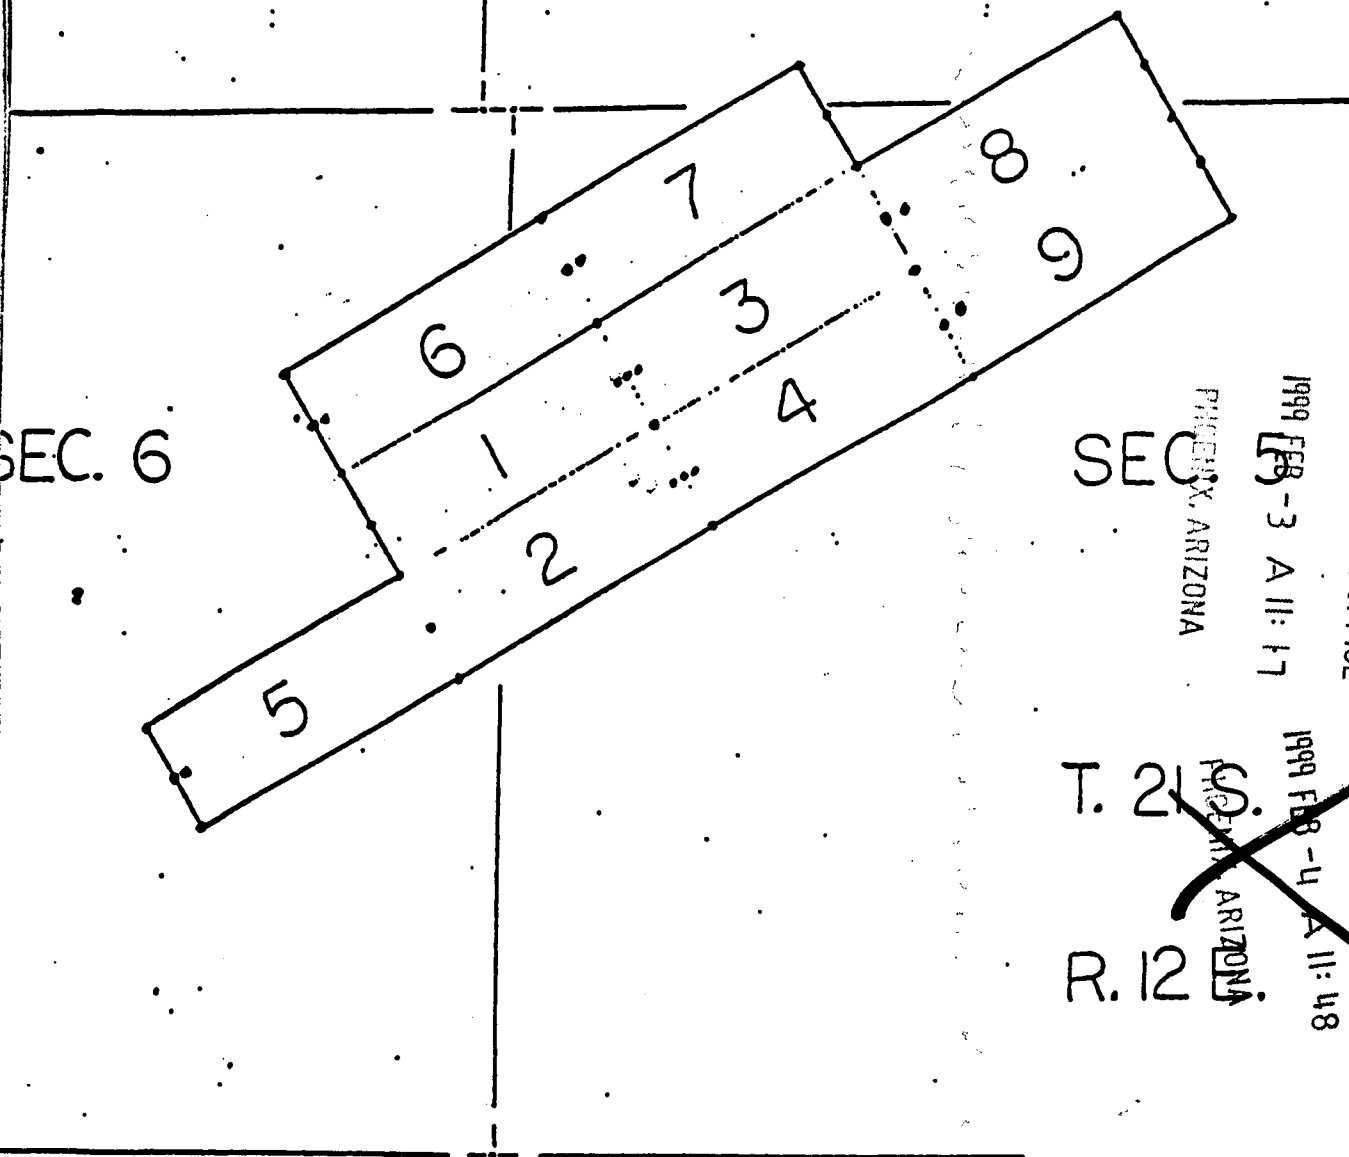 7
8
9
6
3
1
4
2
5
SEC. 6
SEC. 5
T. 21 S.
R. 12 E.
1999 FEB -3 A 11: 17
PHOENIX, ARIZONA
1999 FEB -4 A 11: 48
PHOENIX, ARIZONA